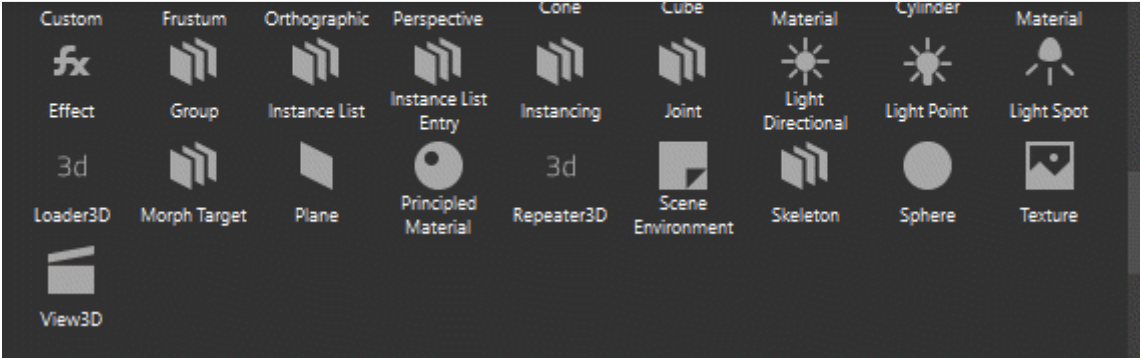 Custom Frustum Orthographic Perspective Cone Cube Material Cylinder Material
fx
Effect Group Instance List Instance List Entry Instancing Joint Light Directional Light Point Light Spot
3d 3d
Loader3D Morph Target Plane Principled Material Repeater3D Scene Environment Skeleton Sphere Texture
View3D